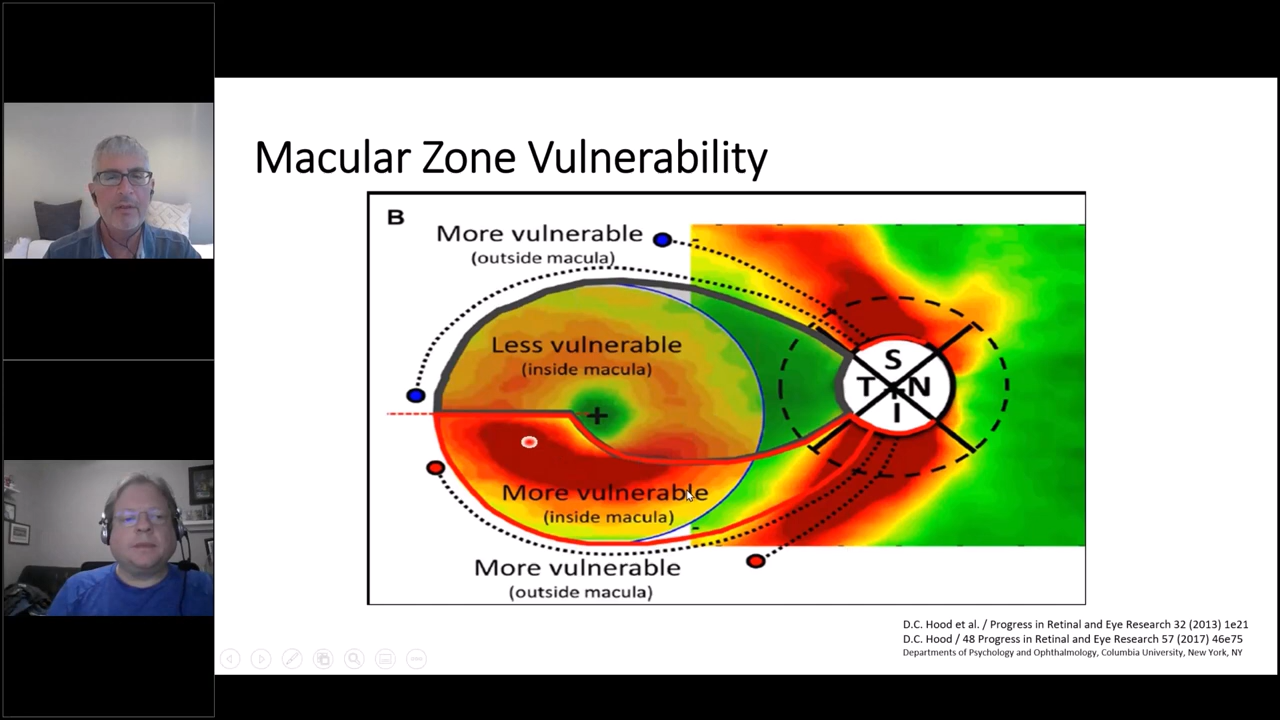 Macular Zone Vulnerability
B
More vulnerable
(outside macula)
Less vulnerable
(inside macula)
S
T N
I
More vulnerable
(inside macula)
More vulnerable
(outside macula)
D.C. Hood et al. / Progress in Retinal and Eye Research 32 (2013) 1e21
D.C. Hood / 48 Progress in Retinal and Eye Research 57 (2017) 46e75
Departments of Psychology and Ophthalmology, Columbia University, New York, NY